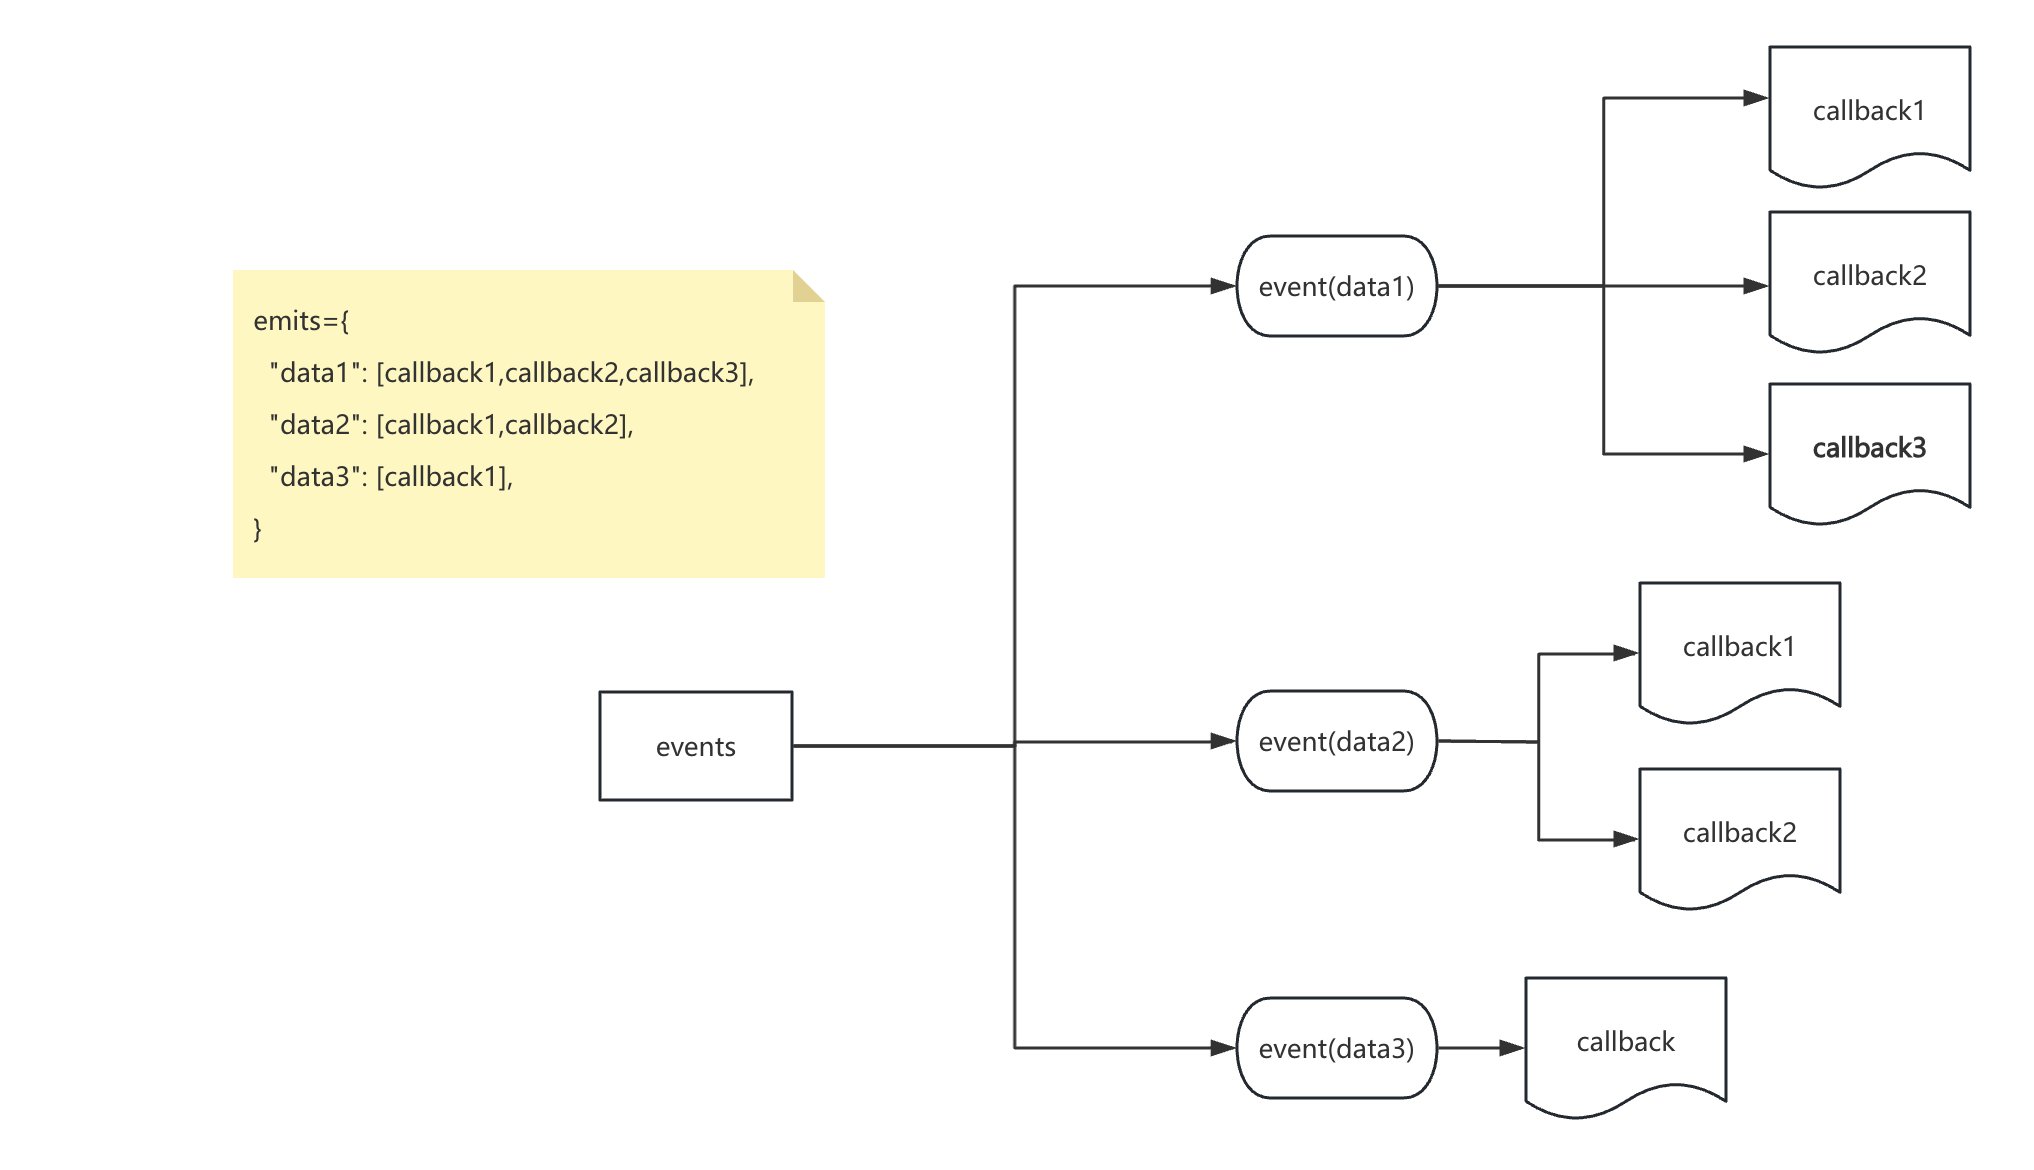 emits={
"data1": [callback1,callback2,callback3],
"data2": [callback1,callback2],
"data3": [callback1],
}
events
event(data1)
callback1
callback2
callback3
event(data2)
callback1
callback2
event(data3)
callback